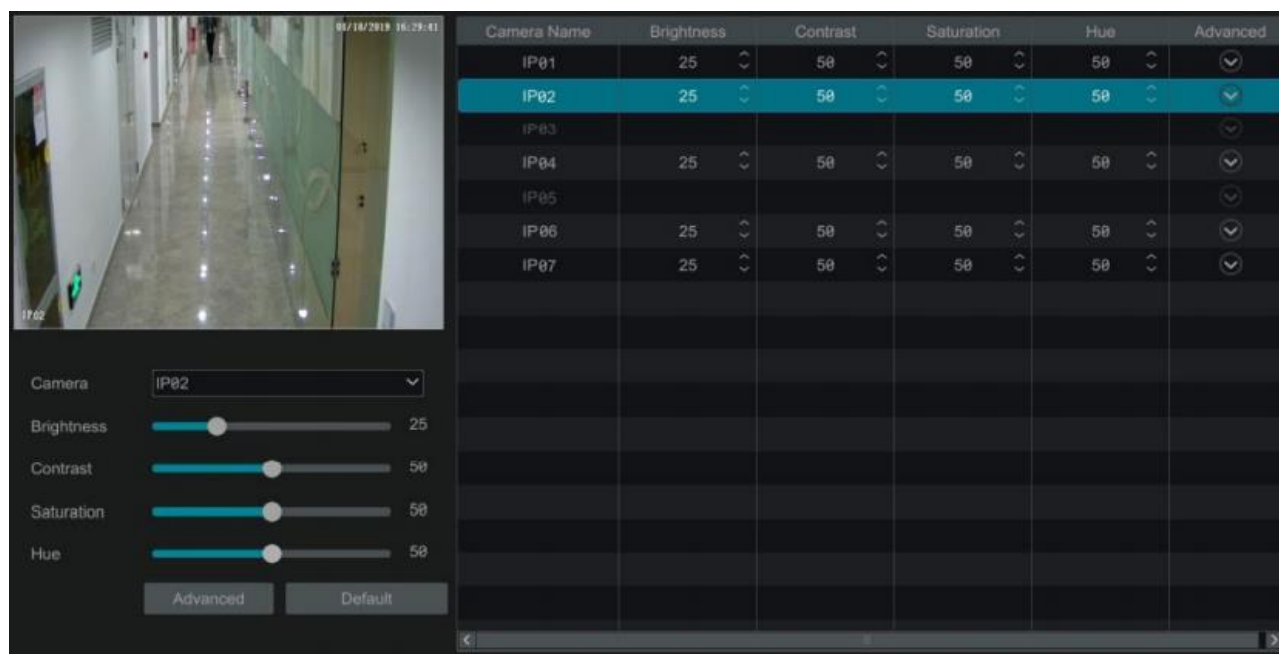 01/18/2019 16:29:41
IP02
Camera IP02
Brightness 25
Contrast 50
Saturation 50
Hue 50
Advanced Default
Camera Name Brightness Contrast Saturation Hue Advanced
IP01 25 50 50 50
IP02 25 50 50 50
IP03
IP04 25 50 50 50
IP05
IP06 25 50 50 50
IP07 25 50 50 50